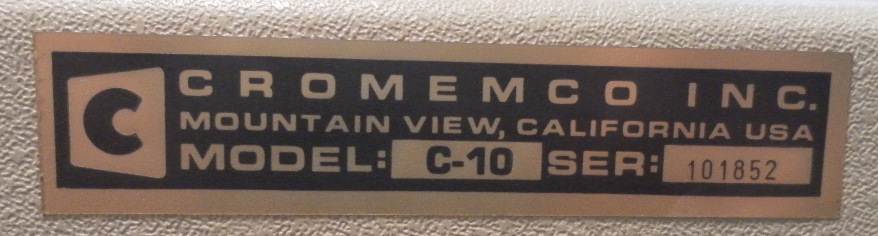 C
CROMEMCO INC.
MOUNTAIN VIEW, CALIFORNIA USA
MODEL: C-10 SER: 101852